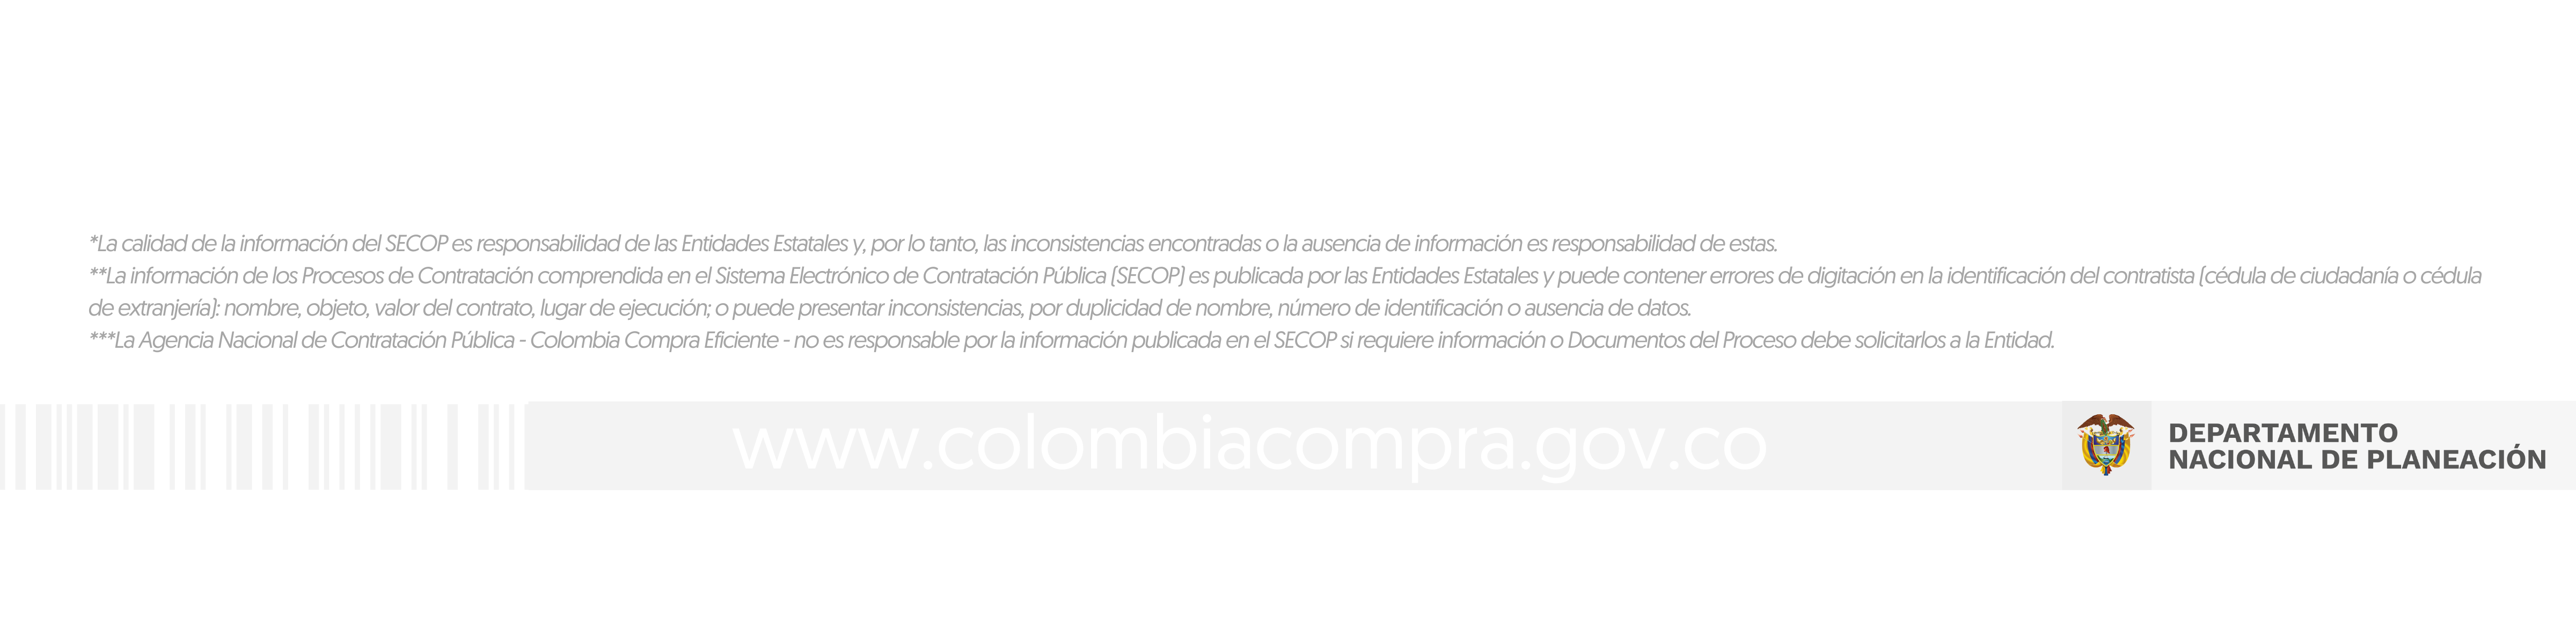 *La calidad de la información del SECOP es responsabilidad de las Entidades Estatales y, por lo tanto, las inconsistencias encontradas o la ausencia de información es responsabilidad de estas.
**La información de los Procesos de Contratación comprendida en el Sistema Electrónico de Contratación Pública (SECOP) es publicada por las Entidades Estatales y puede contener errores de digitación en la identificación del contratista (cédula de ciudadanía o cédula
de extranjería): nombre, objeto, valor del contrato, lugar de ejecución; o puede presentar inconsistencias, por duplicidad de nombre, número de identificación o ausencia de datos.
***La Agencia Nacional de Contratación Pública - Colombia Compra Eficiente - no es responsable por la información publicada en el SECOP si requiere información o Documentos del Proceso debe solicitarlos a la Entidad.
www.colombiacompra.gov.co
DEPARTAMENTO
NACIONAL DE PLANEACIÓN